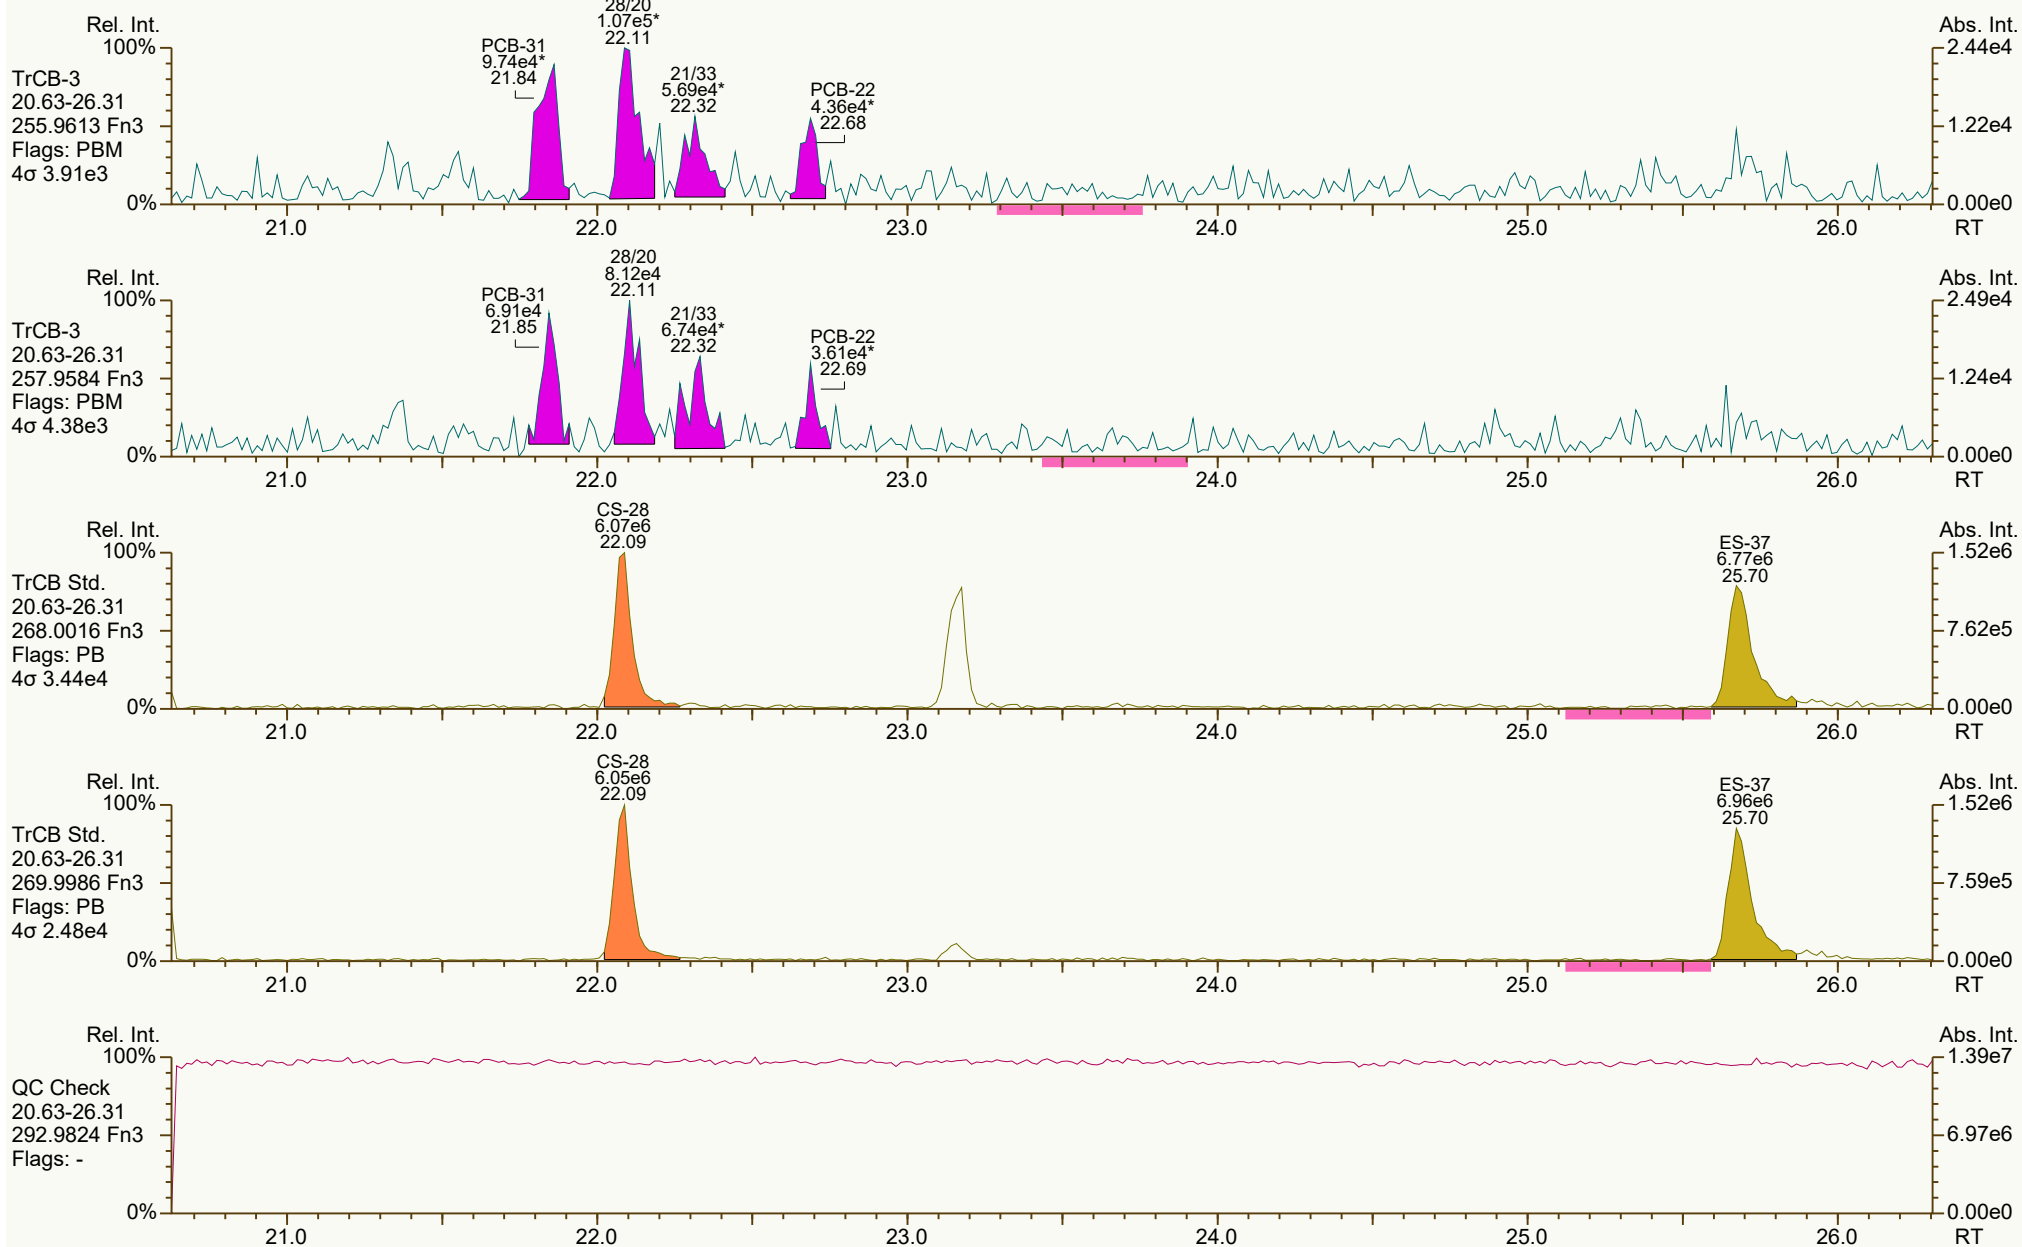 28/20
Rel. Int.
1.07e5*
Abs. Int.
22.11
100%
PCB-31
2.44e4
9.74e4*
21.84
21/33
5.69e4*
22.32
PCB-22
4.36e4*
22.68
TrCB-3
20.63-26.31
255.9613 Fn3
1.22e4
Flags: PBM
4σ 3.91e3
0%
0.00e0
21.0 22.0 23.0 24.0 25.0 26.0 RT
28/20
Rel. Int.
8.12e4
Abs. Int.
22.11
100%
PCB-31
2.49e4
6.91e4
21.85
21/33
6.74e4*
22.32
PCB-22
3.61e4*
22.69
TrCB-3
20.63-26.31
257.9584 Fn3
1.24e4
Flags: PBM
4σ 4.38e3
0%
0.00e0
21.0 22.0 23.0 24.0 25.0 26.0 RT
CS-28
Rel. Int.
6.07e6
Abs. Int.
22.09
100%
ES-37
1.52e6
6.77e6
25.70
TrCB Std.
20.63-26.31
268.0016 Fn3
7.62e5
Flags: PB
4σ 3.44e4
0%
0.00e0
21.0 22.0 23.0 24.0 25.0 26.0 RT
CS-28
Rel. Int.
6.05e6
Abs. Int.
22.09
100%
ES-37
1.52e6
6.96e6
25.70
TrCB Std.
20.63-26.31
269.9986 Fn3
7.59e5
Flags: PB
4σ 2.48e4
0%
0.00e0
21.0 22.0 23.0 24.0 25.0 26.0 RT
Rel. Int.
Abs. Int.
100%
1.39e7
QC Check
20.63-26.31
292.9824 Fn3
6.97e6
Flags: -
0%
0.00e0
21.0 22.0 23.0 24.0 25.0 26.0 RT